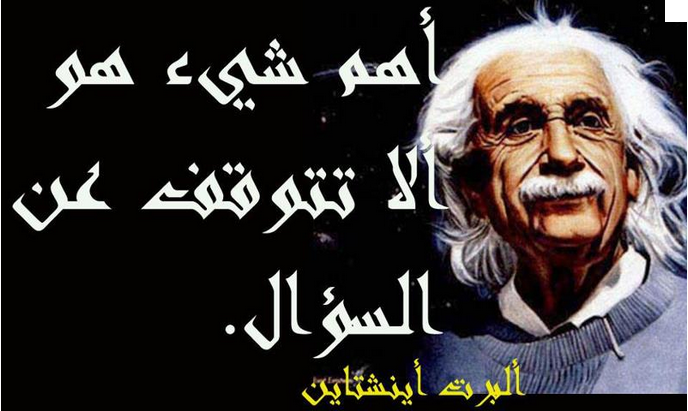 أهم شيء هو
ألا تتوقف عن
السؤال.
ألبرت أينشتاين